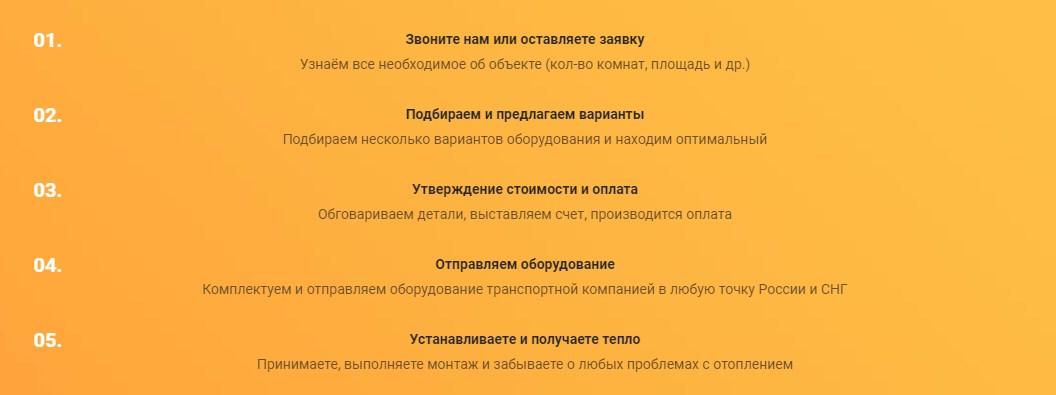 01.
Звоните нам или оставляете заявку
Узнаём все необходимое об объекте (кол-во комнат, площадь и др.)
02.
Подбираем и предлагаем варианты
Подбираем несколько вариантов оборудования и находим оптимальный
03.
Утверждение стоимости и оплата
Обговариваем детали, выставляем счет, производится оплата
04.
Отправляем оборудование
Комплектуем и отправляем оборудование транспортной компанией в любую точку России и СНГ
05.
Устанавливаете и получаете тепло
Принимаете, выполняете монтаж и забываете о любых проблемах с отоплением